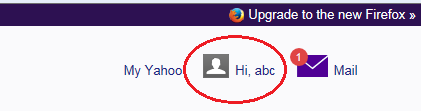 Upgrade to the new Firefox »
My Yahoo Hi, abc 1 Mail